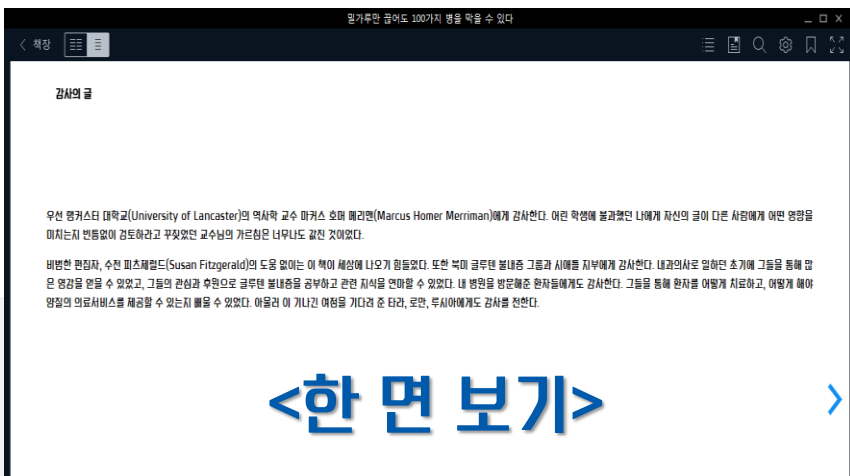 밀가루만 끊어도 100가지 병을 막을 수 있다
책장
감사의 글
우선 랭커스터 대학교(University of Lancaster)의 역사학 교수 마커스 호머 메리맨(Marcus Homer Merriman)에게 감사한다. 어린 학생에 불과했던 나에게 자신의 글이 다른 사람에게 어떤 영향을
미치는지 빈틈없이 검토하라고 꾸짖었던 교수님의 가르침은 너무나도 값진 것이었다.
비범한 편집자, 수전 피츠제럴드(Susan Fitzgerald)의 도움 없이는 이 책이 세상에 나오기 힘들었다. 또한 북미 글루텐 불내증 그룹과 시애틀 지부에게 감사한다. 내과의사로 일하던 초기에 그들을 통해 많
은 영감을 얻을 수 있었고, 그들의 관심과 후원으로 글루텐 불내증을 공부하고 관련 지식을 연마할 수 있었다. 내 병원을 방문해준 환자들에게도 감사한다. 그들을 통해 환자를 어떻게 치료하고, 어떻게 해야
양질의 의료서비스를 제공할 수 있는지 배울 수 있었다. 아울러 이 기나긴 여정을 기다려 준 타라, 로만, 루시아에게도 감사를 전한다.
<한 면 보기>